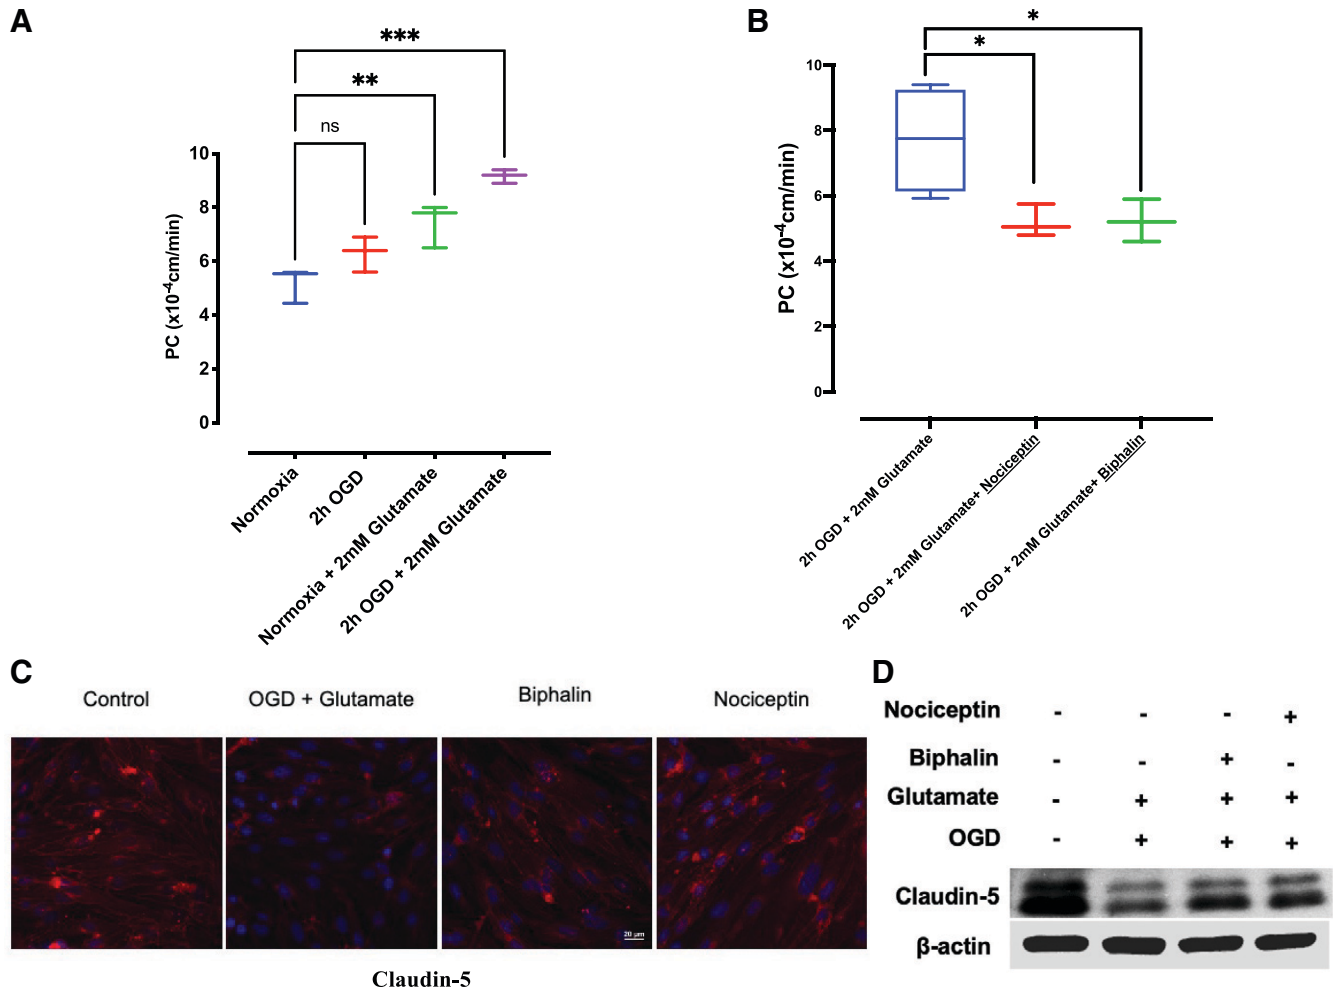 A
***
**
ns
10
8
6
4
2
0
PC (x10-4cm/min)
Normoxia
2h OGD
Normoxia + 2mM Glutamate
2h OGD + 2mM Glutamate
B
*
*
10
8
6
4
2
0
PC (x10-4cm/min)
2h OGD + 2mM Glutamate
2h OGD + 2mM Glutamate+ Nociceptin
2h OGD + 2mM Glutamate+ Biphalin
C
Control
OGD + Glutamate
Biphalin
Nociceptin
20 µm
Claudin-5
D
Nociceptin - - - +
Biphalin - - + -
Glutamate - + + +
OGD - + + +
Claudin-5
β-actin